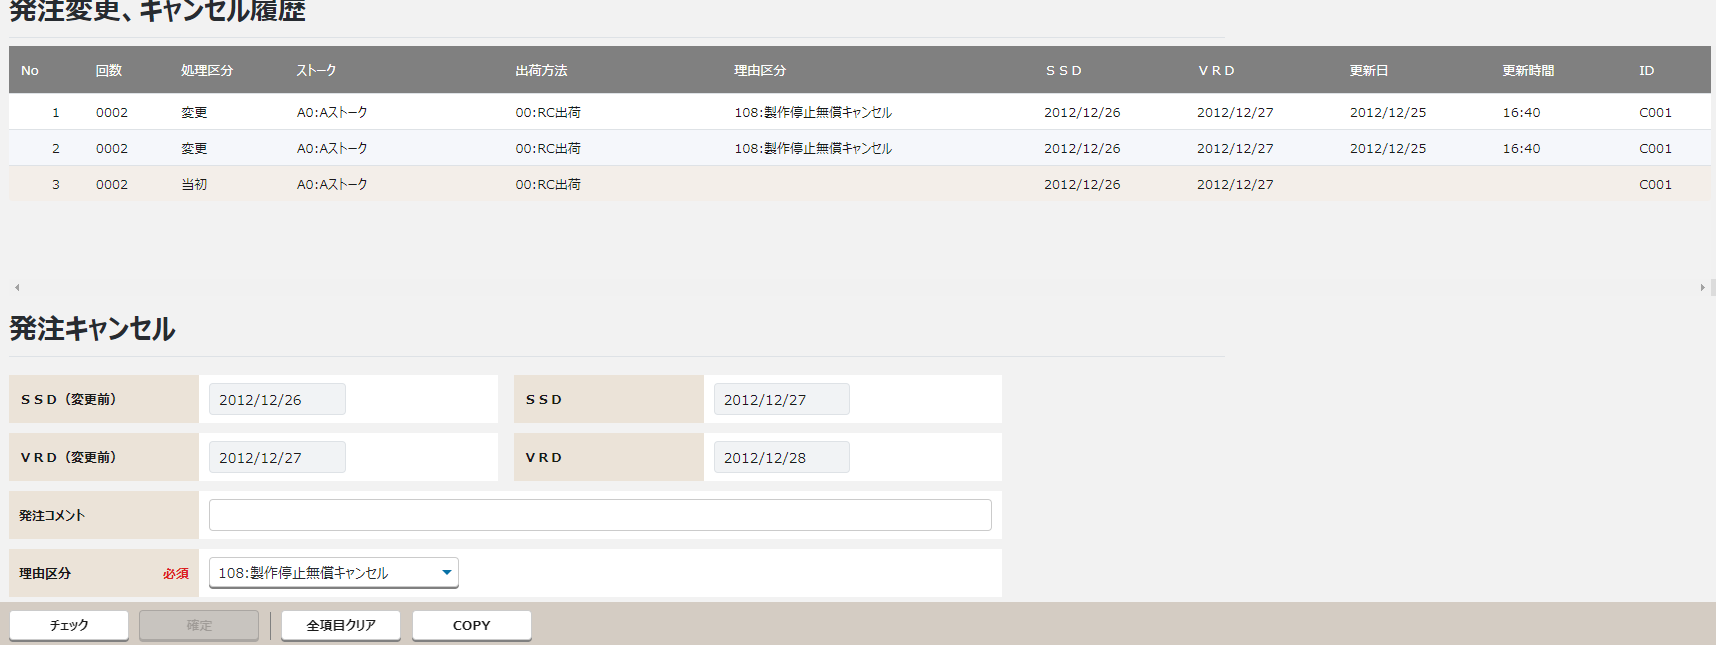 発注変更、キャンセル履歴
No 回数 処理区分 ストーク 出荷方法 理由区分 ＳＳＤ ＶＲＤ 更新日 更新時間 ID
1 0002 変更 A0:Aストーク 00:RC出荷 108:製作停止無償キャンセル 2012/12/26 2012/12/27 2012/12/25 16:40 C001
2 0002 変更 A0:Aストーク 00:RC出荷 108:製作停止無償キャンセル 2012/12/26 2012/12/27 2012/12/25 16:40 C001
3 0002 当初 A0:Aストーク 00:RC出荷 2012/12/26 2012/12/27 C001
発注キャンセル
ＳＳＤ（変更前） 2012/12/26 ＳＳＤ 2012/12/27
ＶＲＤ（変更前） 2012/12/27 ＶＲＤ 2012/12/28
発注コメント
理由区分 必須 108:製作停止無償キャンセル
チェック 確定 全項目クリア COPY